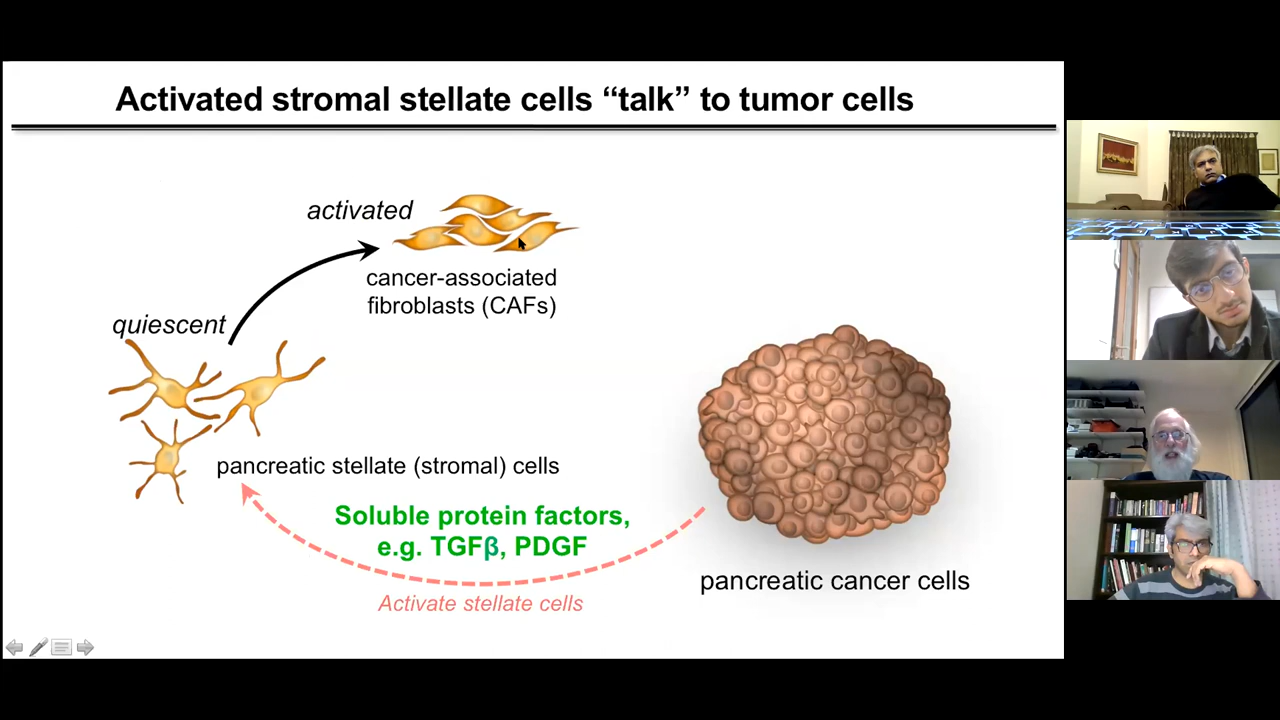 Activated stromal stellate cells “talk” to tumor cells
activated
cancer-associated
fibroblasts (CAFs)
quiescent
pancreatic stellate (stromal) cells
Soluble protein factors,
e.g. TGFβ, PDGF
Activate stellate cells
pancreatic cancer cells